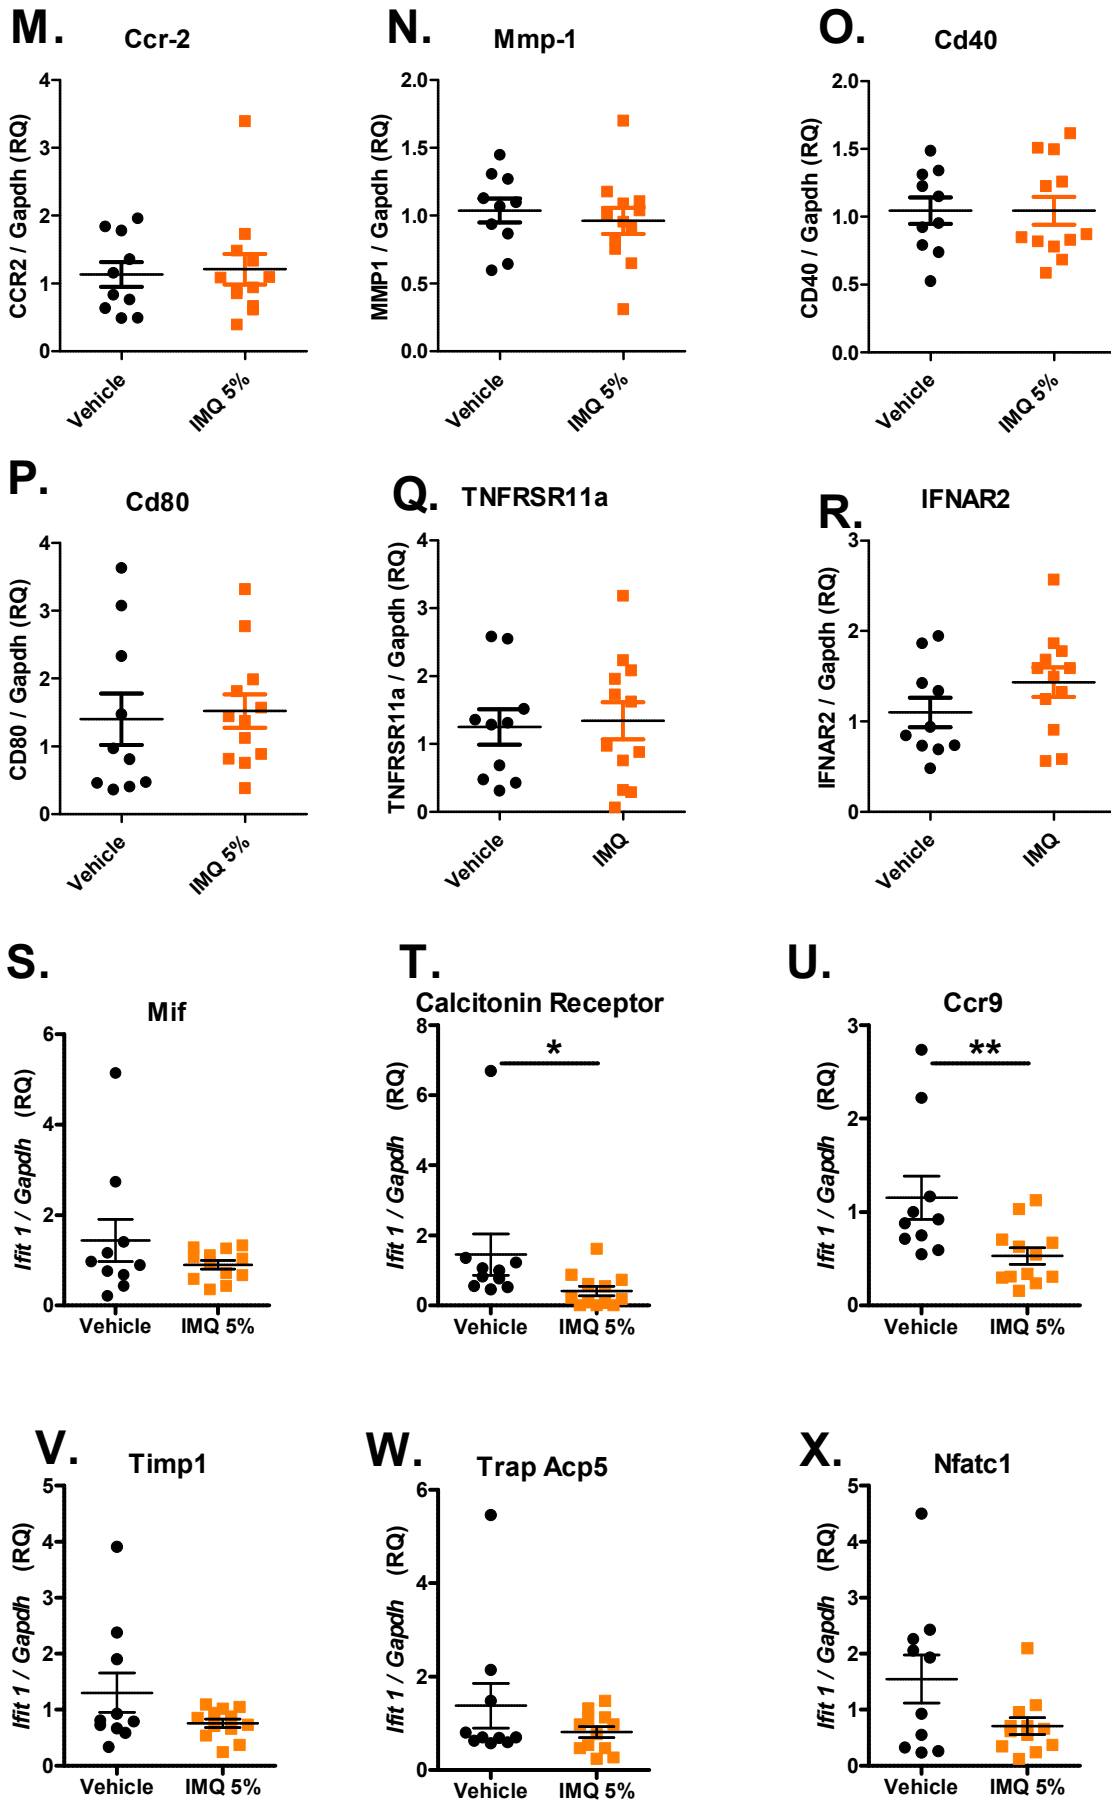 M. Ccr-2
CCR2 / Gapdh (RQ)
4
3
2
1
0
Vehicle
IMQ 5%
N. Mmp-1
MMP1 / Gapdh (RQ)
2.0
1.5
1.0
0.5
0.0
Vehicle
IMQ 5%
O. Cd40
CD40 / Gapdh (RQ)
2.0
1.5
1.0
0.5
0.0
Vehicle
IMQ 5%
P. Cd80
CD80 / Gapdh (RQ)
4
3
2
1
0
Vehicle
IMQ 5%
Q. TNFRSR11a
TNFRSR11a / Gapdh (RQ)
4
3
2
1
0
Vehicle
IMQ
R. IFNAR2
IFNAR2 / Gapdh (RQ)
3
2
1
0
Vehicle
IMQ
S. Mif
Ifit 1 / Gapdh (RQ)
6
4
2
0
Vehicle IMQ 5%
T. Calcitonin Receptor
Ifit 1 / Gapdh (RQ)
8
6
4
2
0
*
Vehicle IMQ 5%
U. Ccr9
Ifit 1 / Gapdh (RQ)
3
2
1
0
**
Vehicle IMQ 5%
V. Timp1
Ifit 1 / Gapdh (RQ)
5
4
3
2
1
0
Vehicle IMQ 5%
W. Trap Acp5
Ifit 1 / Gapdh (RQ)
6
4
2
0
Vehicle IMQ 5%
X. Nfatc1
Ifit 1 / Gapdh (RQ)
5
4
3
2
1
0
Vehicle IMQ 5%